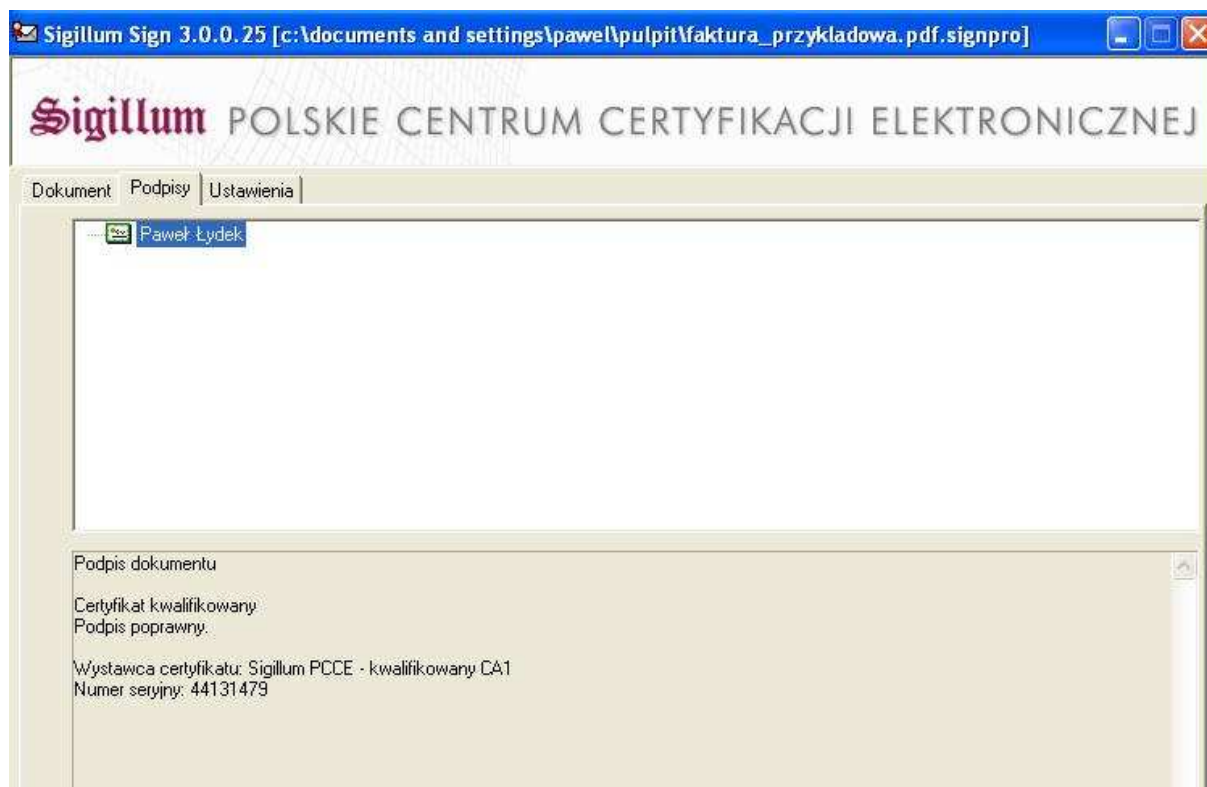 Sigillum Sign 3.0.0.25 [c:\documents and settings\pawel\pulpit\faktura_przykladowa.pdf.signpro]
Sigillum POLSKIE CENTRUM CERTYFIKACJI ELEKTRONICZNEJ
Dokument Podpisy Ustawienia
Paweł Łydek
Podpis dokumentu
Certyfikat kwalifikowany
Podpis poprawny.
Wystawca certyfikatu: Sigillum PCCE - kwalifikowany CA1
Numer seryjny: 44131479